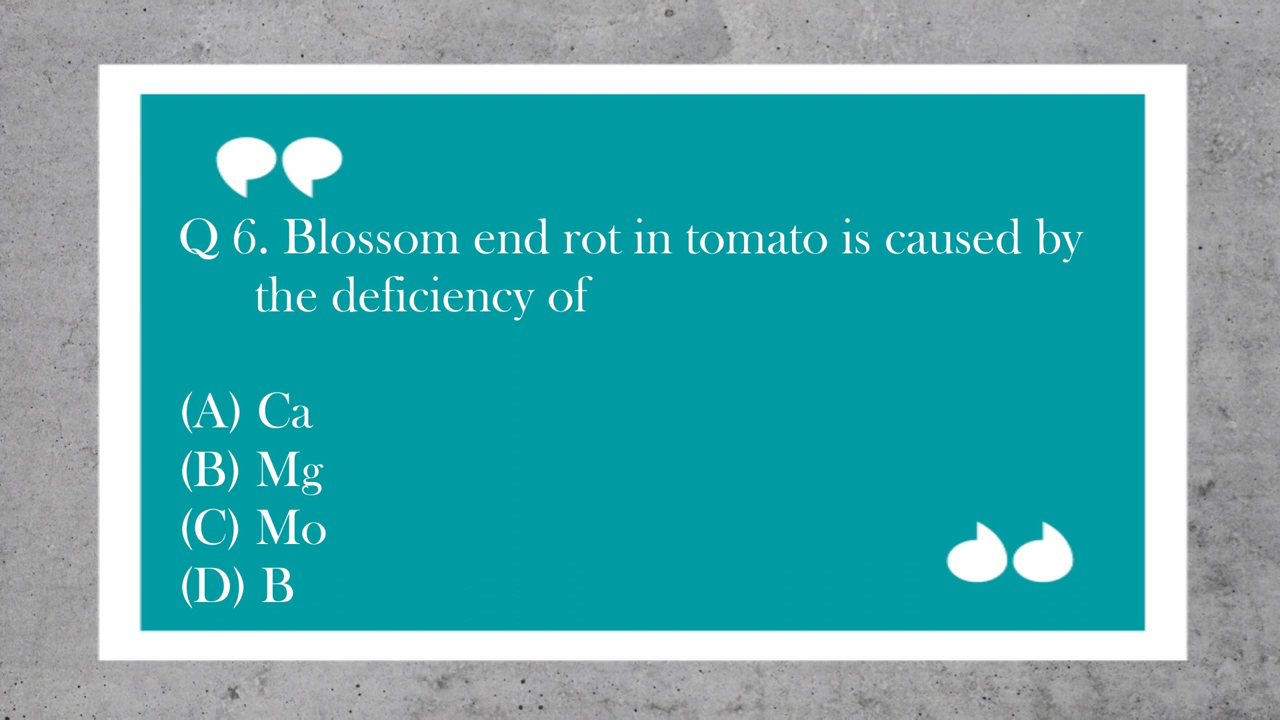 Q 6. Blossom end rot in tomato is caused by
the deficiency of
(A) Ca
(B) Mg
(C) Mo
(D) B